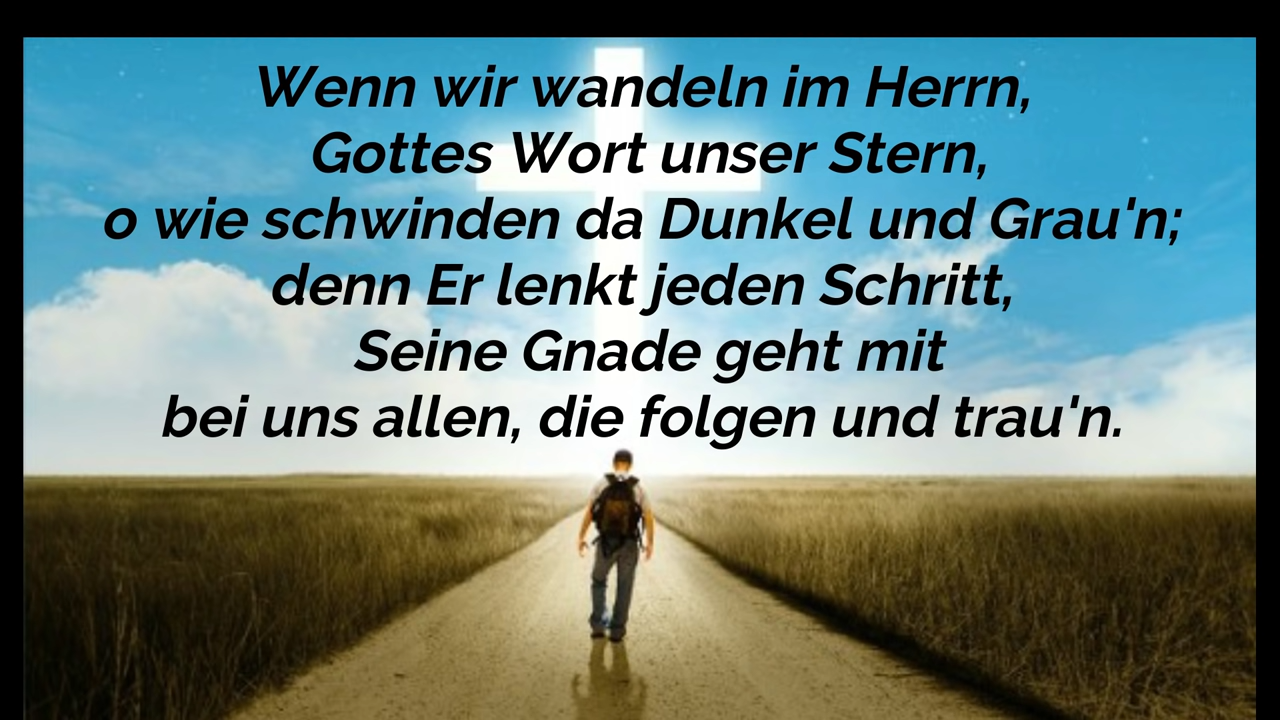 Wenn wir wandeln im Herrn,
Gottes Wort unser Stern,
o wie schwinden da Dunkel und Grau'n;
denn Er lenkt jeden Schritt,
Seine Gnade geht mit
bei uns allen, die folgen und trau'n.